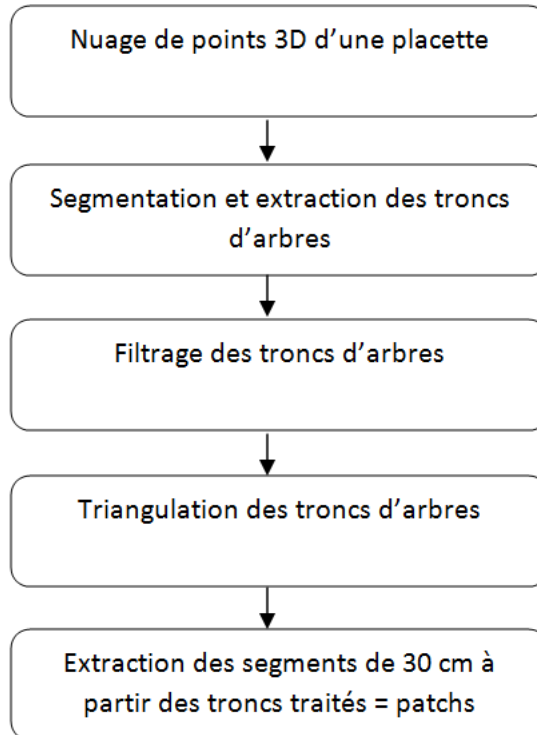 Nuage de points 3D d’une placette
Segmentation et extraction des troncs
d’arbres
Filtrage des troncs d’arbres
Triangulation des troncs d’arbres
Extraction des segments de 30 cm à
partir des troncs traités = patchs